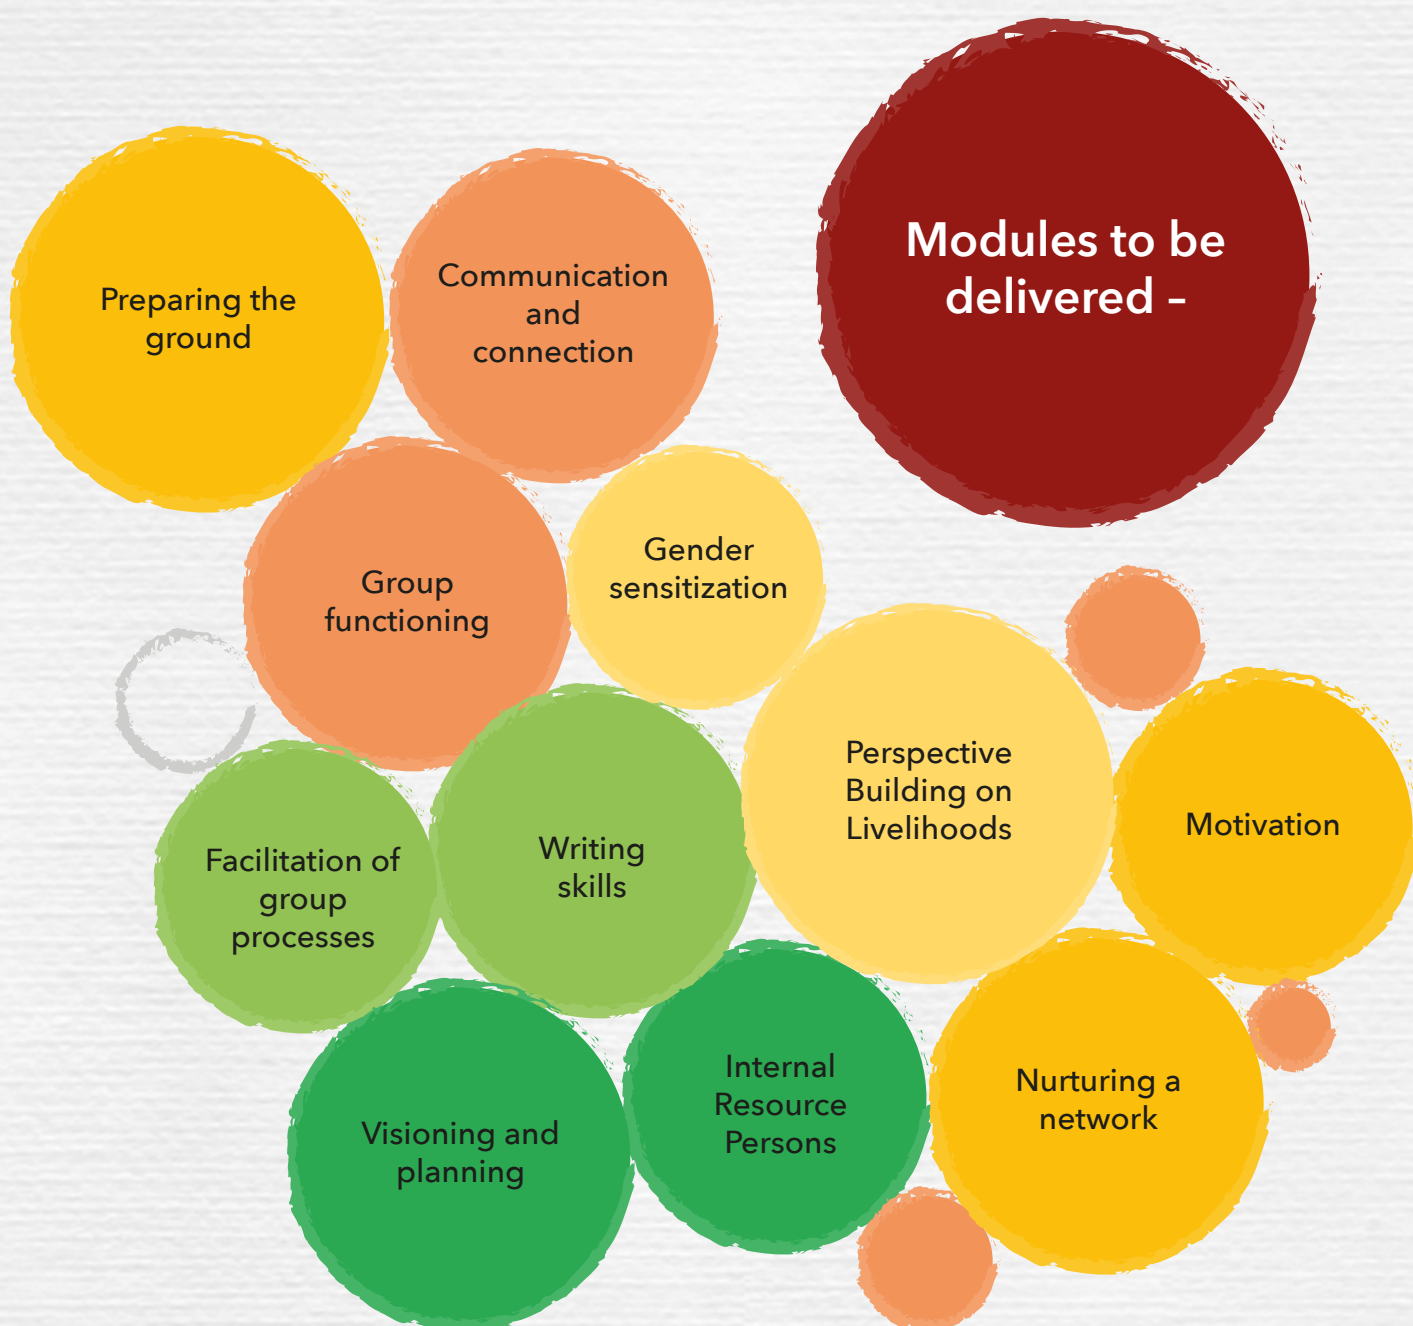 Modules to be
delivered –
Preparing the
ground
Communication
and
connection
Group
functioning
Gender
sensitization
Perspective
Building on
Livelihoods
Motivation
Facilitation of
group
processes
Writing
skills
Visioning and
planning
Internal
Resource
Persons
Nurturing a
network